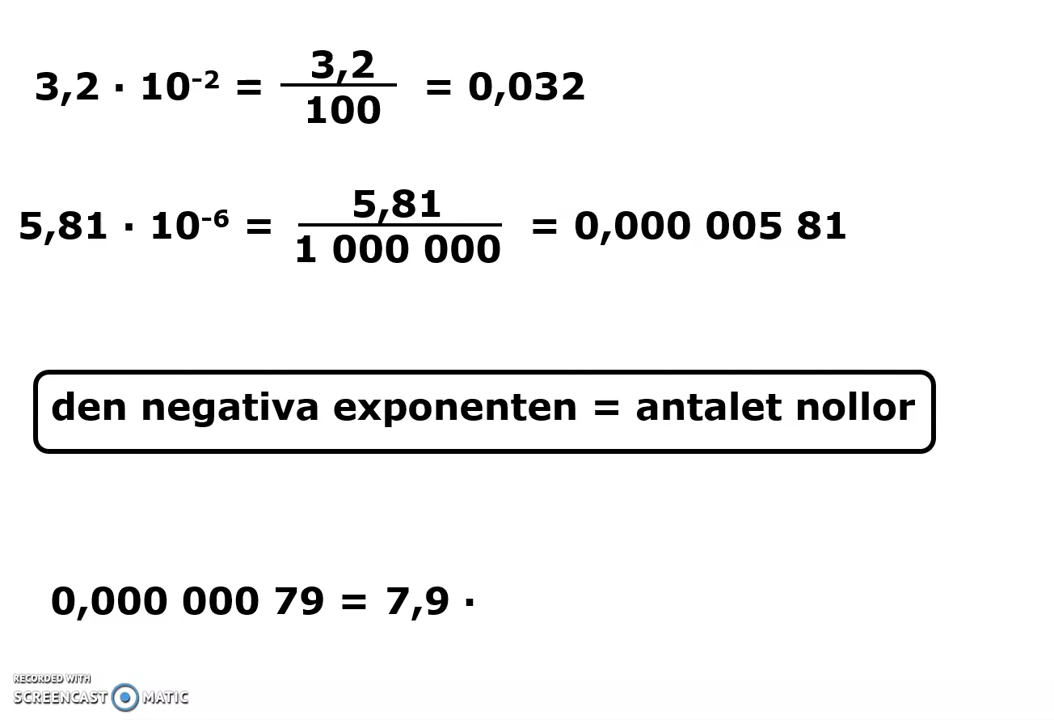 3,2 · 10⁻² = 3,2/100 = 0,032
5,81 · 10⁻⁶ = 5,81/1 000 000 = 0,000 005 81
den negativa exponenten = antalet nollor
0,000 000 79 = 7,9 ·
RECORDED WITH
SCREENCAST MATIC